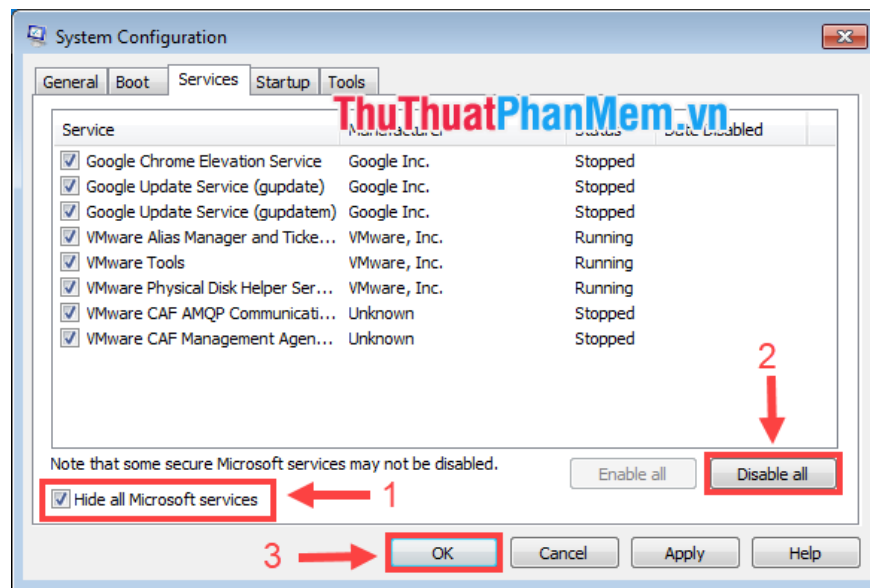 System Configuration
General Boot Services Startup Tools
ThuThuatPhanMem.vn
Service Manufacturer Status Date Disabled
Google Chrome Elevation Service Google Inc. Stopped
Google Update Service (gupdate) Google Inc. Stopped
Google Update Service (gupdatem) Google Inc. Stopped
VMware Alias Manager and Ticke... VMware, Inc. Running
VMware Tools VMware, Inc. Running
VMware Physical Disk Helper Ser... VMware, Inc. Running
VMware CAF AMQP Communicati... Unknown Stopped
VMware CAF Management Agen... Unknown Stopped
2
Note that some secure Microsoft services may not be disabled.
Enable all Disable all
Hide all Microsoft services 1
3 OK Cancel Apply Help